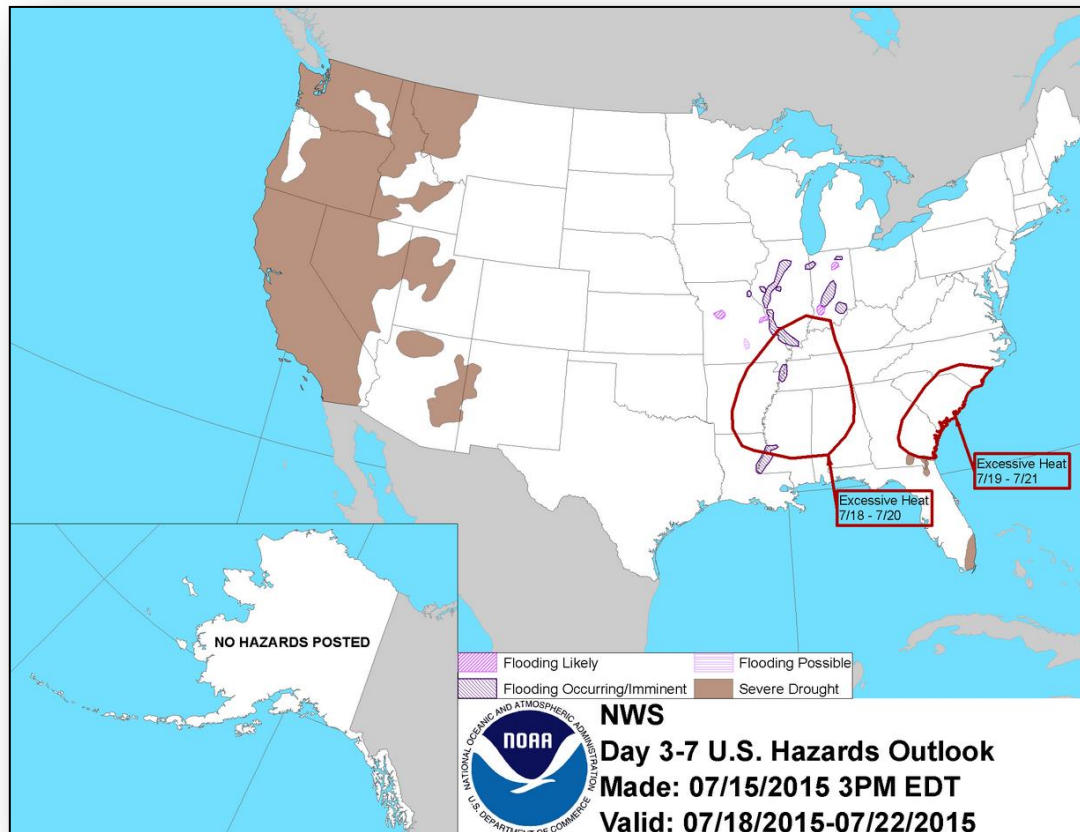 Excessive Heat
7/19 - 7/21
Excessive Heat
7/18 - 7/20
NO HAZARDS POSTED
Flooding Likely
Flooding Possible
Flooding Occurring/Imminent
Severe Drought
NATIONAL OCEANIC AND ATMOSPHERIC ADMINISTRATION
NOAA
U.S. DEPARTMENT OF COMMERCE
NWS
Day 3-7 U.S. Hazards Outlook
Made: 07/15/2015 3PM EDT
Valid: 07/18/2015-07/22/2015